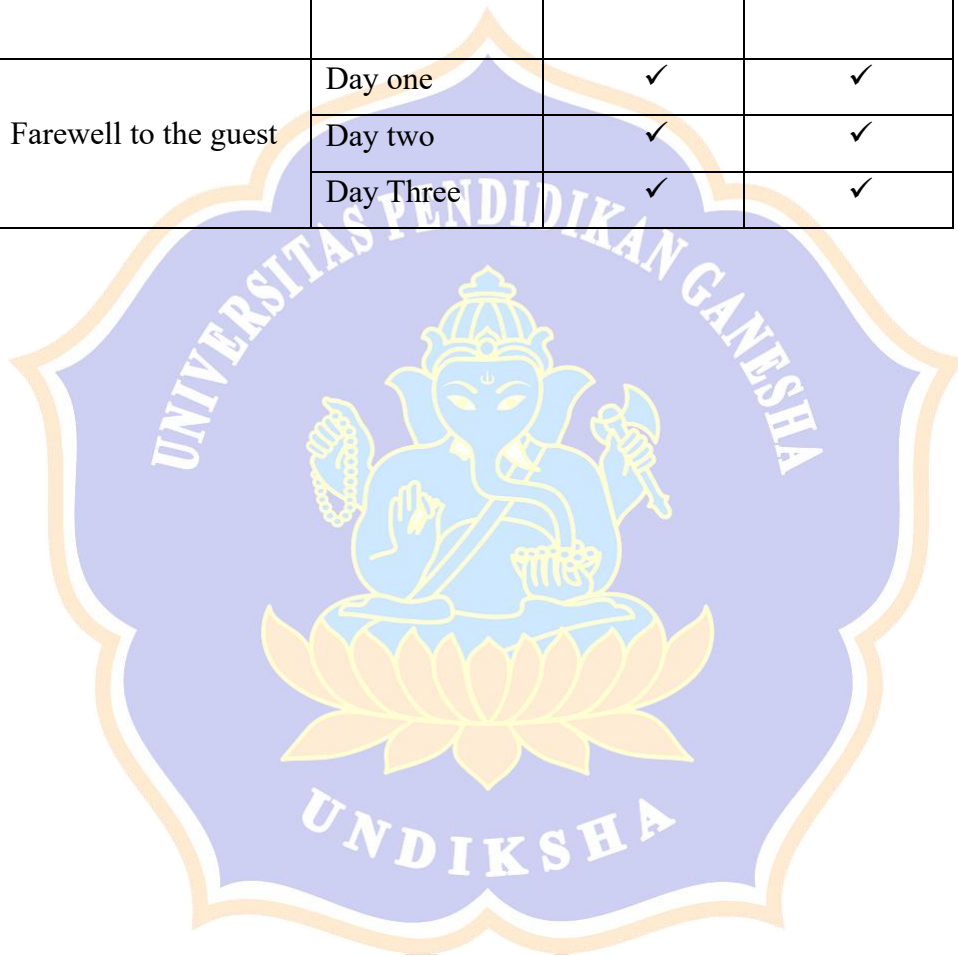 Day one ✓ ✓
Farewell to the guest Day two ✓ ✓
Day Three ✓ ✓
UNIVERSITAS PENDIDIKAN GANESHA
UNDIKSHA